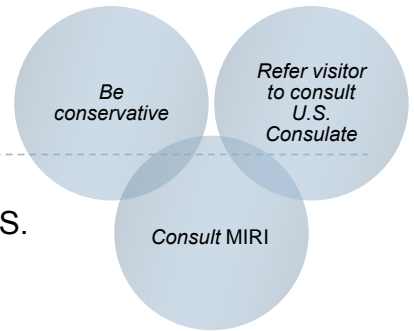 Be
conservative
Refer visitor
to consult
U.S.
Consulate
S.
Consult MIRI